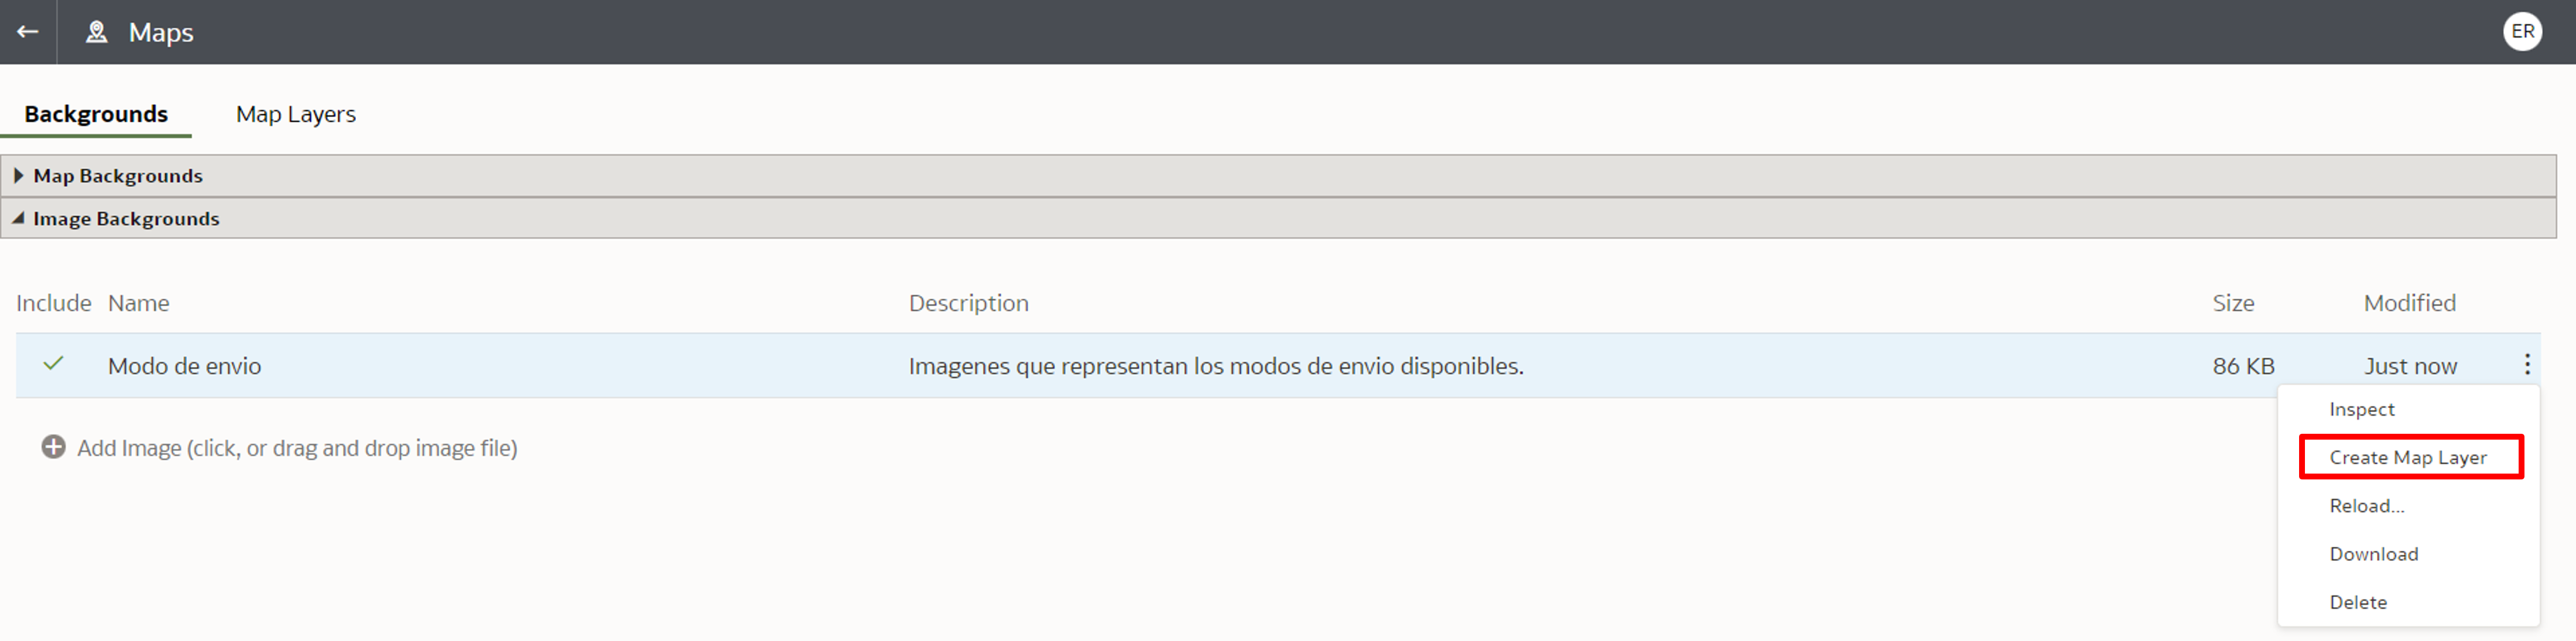 Maps
ER
Backgrounds Map Layers
Map Backgrounds
Image Backgrounds
Include Name Description Size Modified
Modo de envio Imagenes que representan los modos de envio disponibles. 86 KB Just now
Add Image (click, or drag and drop image file)
Inspect
Create Map Layer
Reload...
Download
Delete